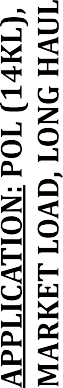 APPLICATION: POL (14KL),
MARKET LOAD, LONG HAUL